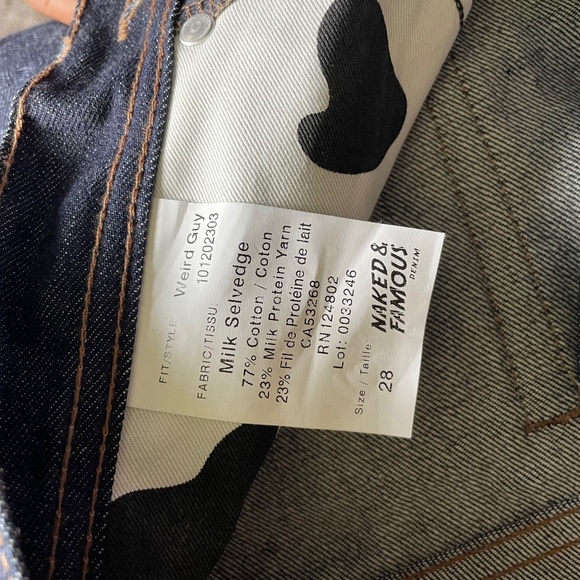 FIT/STYLE Weird Guy
101202303
FABRIC/TISSU:
Milk Selvedge
77% Cotton / Coton
23% Milk Protein Yarn
23% Fil de Protéine de lait
CA53268
RN124802
Lot: 0033246
Size / Taille:
28
NAKED &
FAMOUS
DENIM